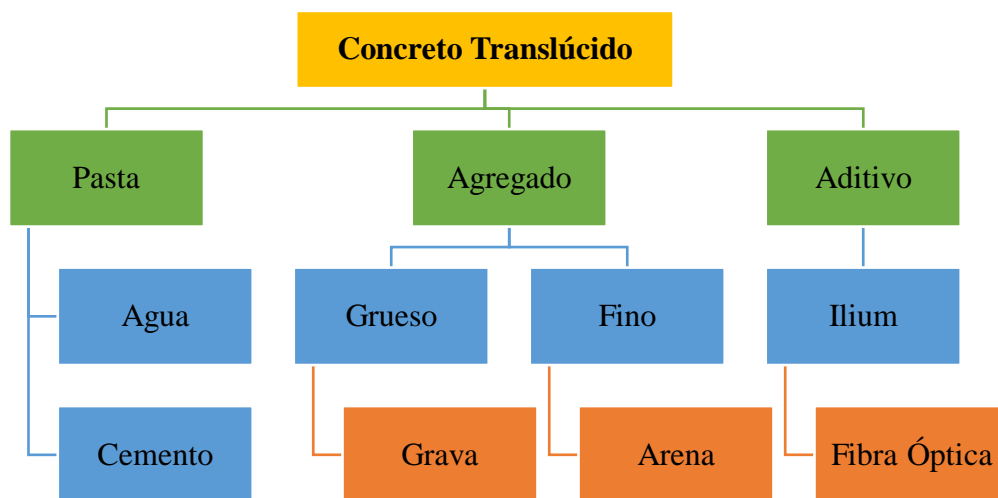 Concreto Translúcido
Pasta
Agregado
Aditivo
Agua
Grueso
Fino
Ilium
Cemento
Grava
Arena
Fibra Óptica